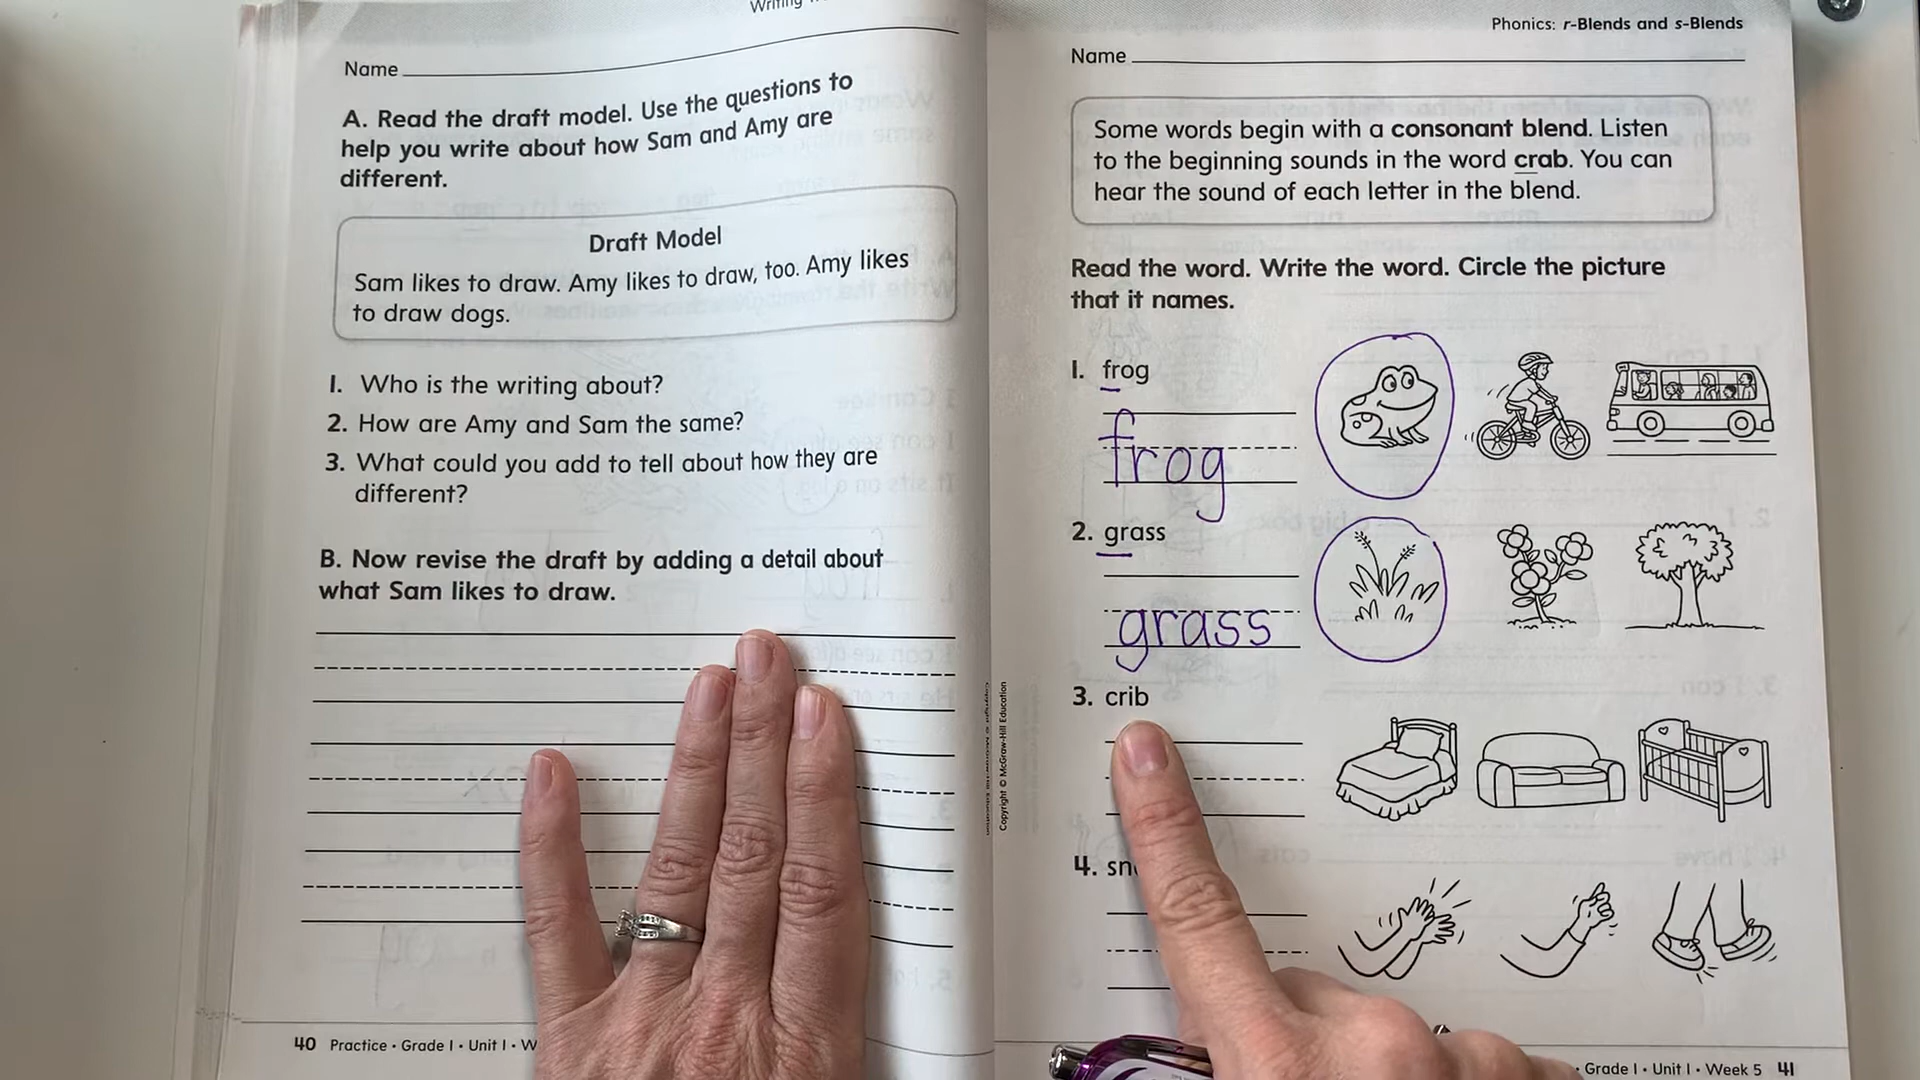 Name
A. Read the draft model. Use the questions to
help you write about how Sam and Amy are
different.
Draft Model
Sam likes to draw. Amy likes to draw, too. Amy likes
to draw dogs.
1. Who is the writing about?
2. How are Amy and Sam the same?
3. What could you add to tell about how they are
different?
B. Now revise the draft by adding a detail about
what Sam likes to draw.
40 Practice • Grade 1 • Unit 1 •
Copyright © McGraw-Hill Education
Phonics: r-Blends and s-Blends
Name
Some words begin with a consonant blend. Listen
to the beginning sounds in the word crab. You can
hear the sound of each letter in the blend.
Read the word. Write the word. Circle the picture
that it names.
1. frog
frog
2. grass
grass
3. crib
4.
Copyright © McGraw-Hill Education
• Grade 1 • Unit 1 • Week 5 41